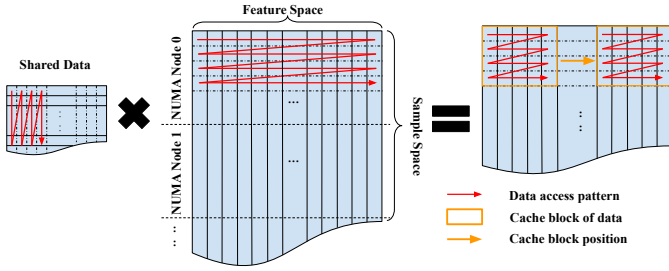 Feature Space
Shared Data
NUMA Node 0
NUMA Node 1
...
...
...
Sample Space
Data access pattern
Cache block of data
Cache block position